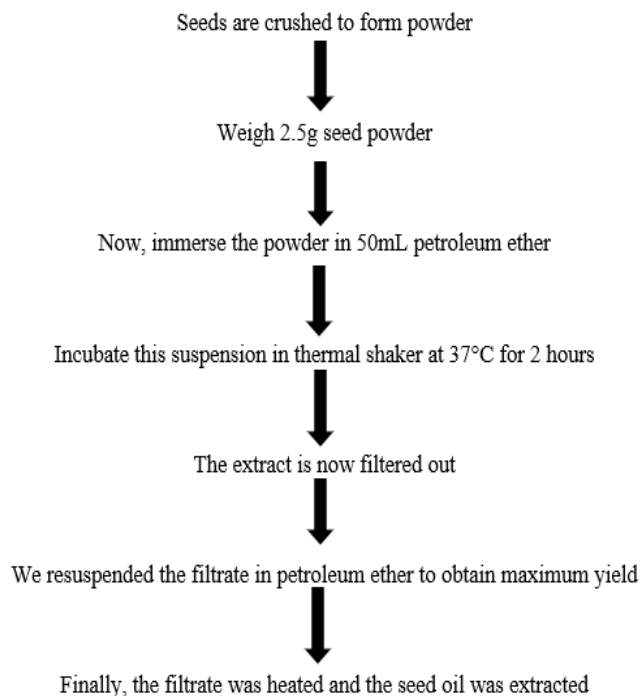 Seeds are crushed to form powder
Weigh 2.5g seed powder
Now, immerse the powder in 50mL petroleum ether
Incubate this suspension in thermal shaker at 37°C for 2 hours
The extract is now filtered out
We resuspended the filtrate in petroleum ether to obtain maximum yield
Finally, the filtrate was heated and the seed oil was extracted